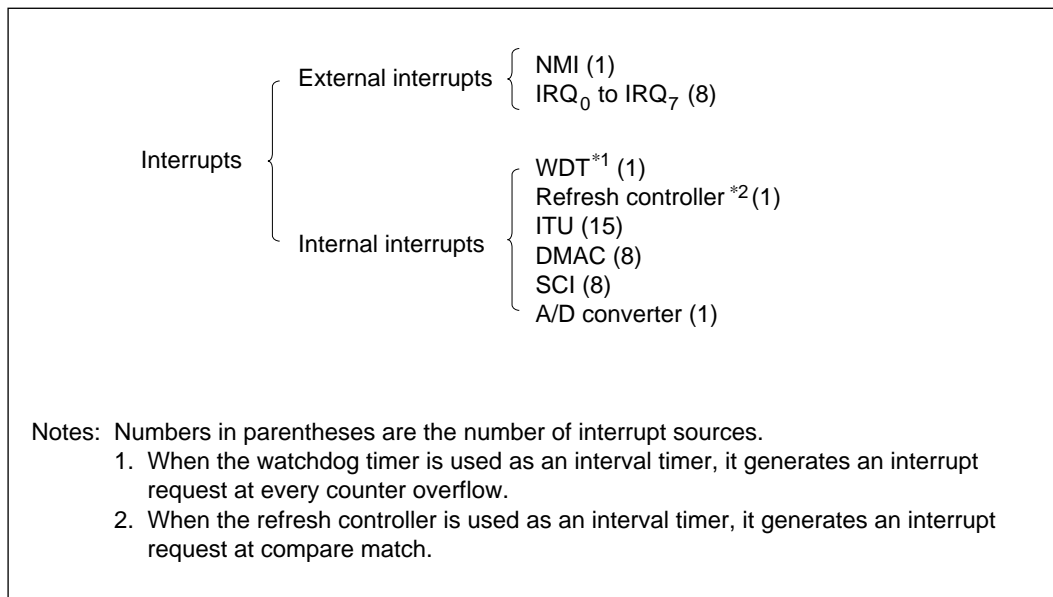 External interrupts
NMI (1)
IRQ0 to IRQ7 (8)
Interrupts
Internal interrupts
WDT*1 (1)
Refresh controller *2 (1)
ITU (15)
DMAC (8)
SCI (8)
A/D converter (1)
Notes: Numbers in parentheses are the number of interrupt sources.
1. When the watchdog timer is used as an interval timer, it generates an interrupt
request at every counter overflow.
2. When the refresh controller is used as an interval timer, it generates an interrupt
request at compare match.